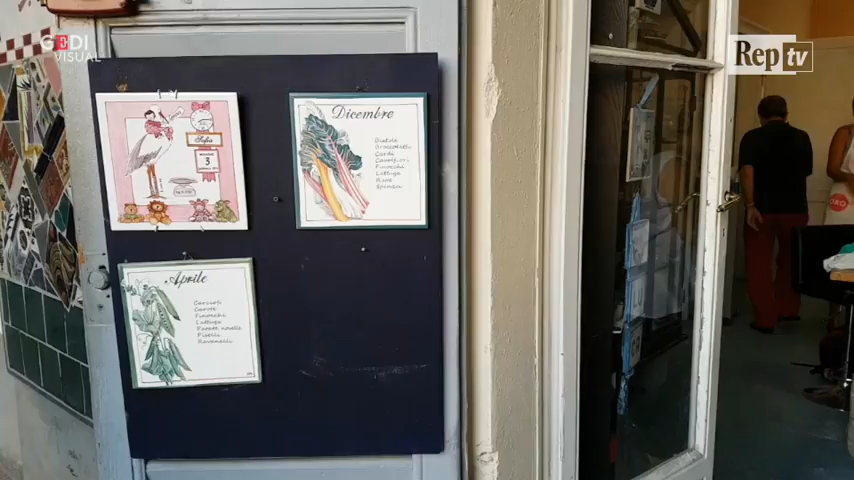 GEDI
VISUAL
Rep tv
Sofia
3
Dicembre
Bietole
Broccoletti
Cardi
Cavolfiori
Finocchi
Lattuga
Rape
Spinaci
Aprile
Carciofi
Carote
Finocchi
Lattuga
Patate novelle
Piselli
Ravanelli